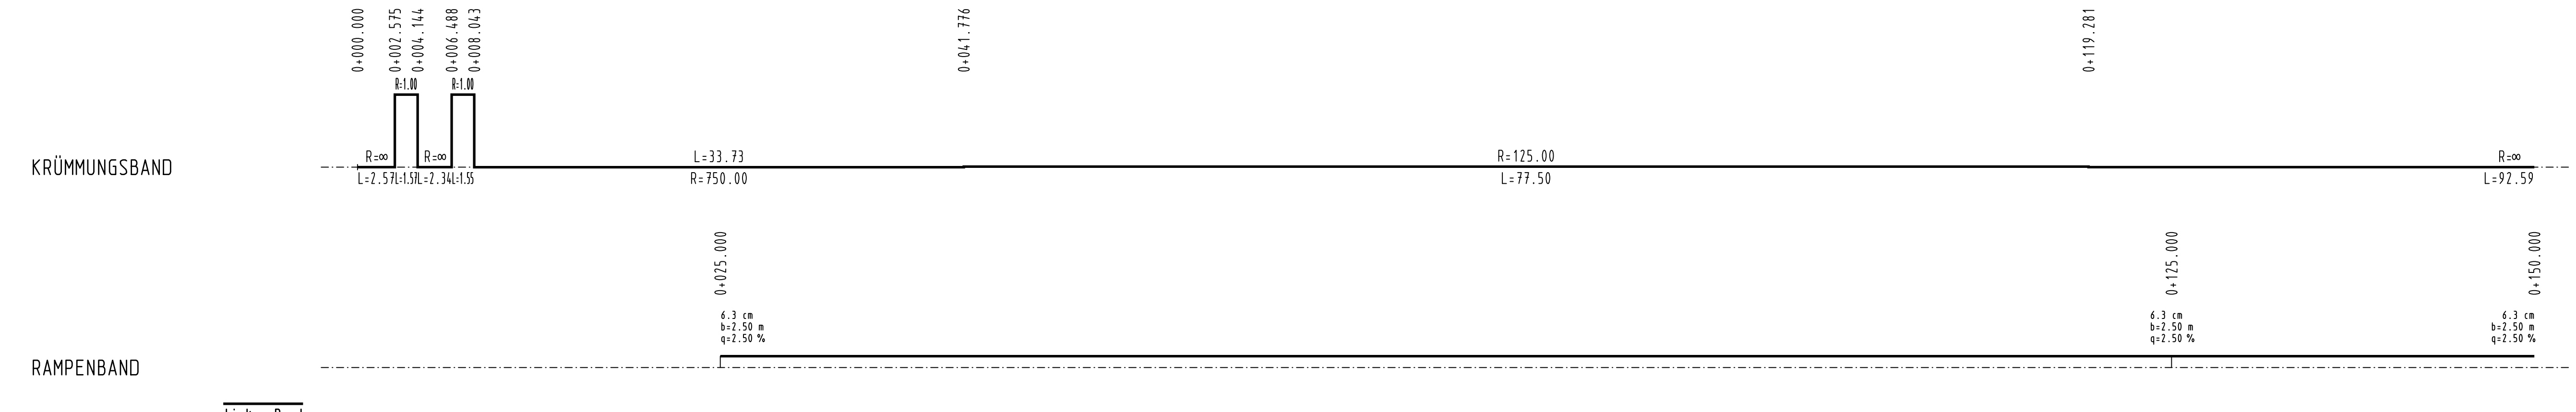 0+000.000
0+002.575
0+004.144
0+006.488
0+008.043
0+041.776
0+119.281
R=1.00
R=1.00
R=∞
R=∞
L=33.73
R=125.00
R=∞
KRÜMMUNGSBAND
L=2.57
L=1.57
L=2.34
L=1.55
R=750.00
L=77.50
L=92.59
0+025.000
0+125.000
0+150.000
6.3 cm
b=2.50 m
q=2.50 %
6.3 cm
b=2.50 m
q=2.50 %
6.3 cm
b=2.50 m
q=2.50 %
RAMPENBAND